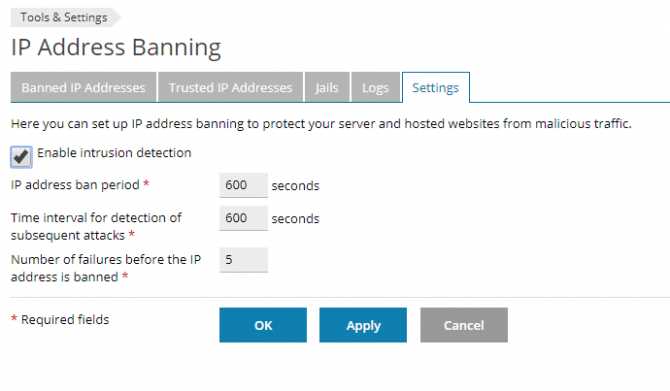 Tools & Settings
IP Address Banning
Banned IP Addresses Trusted IP Addresses Jails Logs Settings
Here you can set up IP address banning to protect your server and hosted websites from malicious traffic.
Enable intrusion detection
IP address ban period * 600 seconds
Time interval for detection of
subsequent attacks * 600 seconds
Number of failures before the IP
address is banned * 5
* Required fields OK Apply Cancel